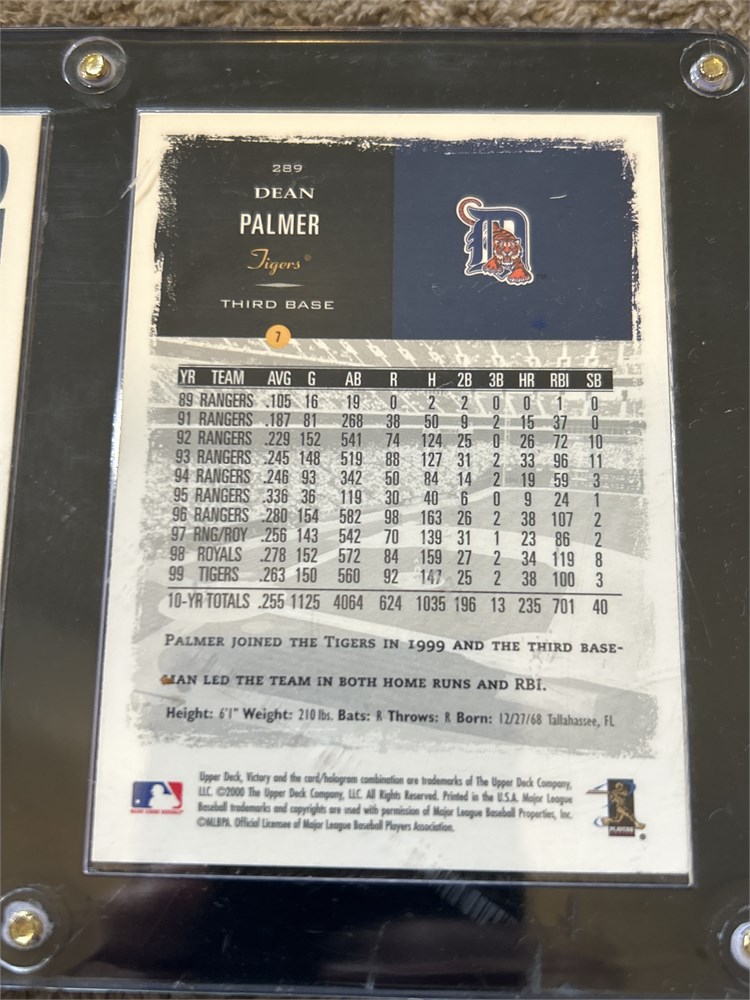 289
DEAN
PALMER
Tigers®
THIRD BASE
7
YR TEAM AVG G AB R H 2B 3B HR RBI SB
89 RANGERS .105 16 19 0 2 2 0 0 1 0
91 RANGERS .187 81 268 38 50 9 2 15 37 0
92 RANGERS .229 152 541 74 124 25 0 26 72 10
93 RANGERS .245 148 519 88 127 31 2 33 96 11
94 RANGERS .246 93 342 50 84 14 2 19 59 3
95 RANGERS .336 36 119 30 40 6 0 9 24 1
96 RANGERS .280 154 582 98 163 26 2 38 107 2
97 RNG/ROY .256 143 542 70 139 31 1 23 86 2
98 ROYALS .278 152 572 84 159 27 2 34 119 8
99 TIGERS .263 150 560 92 147 25 2 38 100 3
10-YR TOTALS .255 1125 4064 624 1035 196 13 235 701 40
PALMER JOINED THE TIGERS IN 1999 AND THE THIRD BASE-
MAN LED THE TEAM IN BOTH HOME RUNS AND RBI.
Height: 6'1" Weight: 210 lbs. Bats: R Throws: R Born: 12/27/68 Tallahassee, FL
Upper Deck, Victory and the card/hologram combination are trademarks of The Upper Deck Company,
LLC. ©2000 The Upper Deck Company, LLC. All Rights Reserved. Printed in the U.S.A. Major League
Baseball trademarks and copyrights are used with permission of Major League Baseball Properties, Inc.
©MLBPA. Official Licensee of Major League Baseball Players Association.
PLAYERS